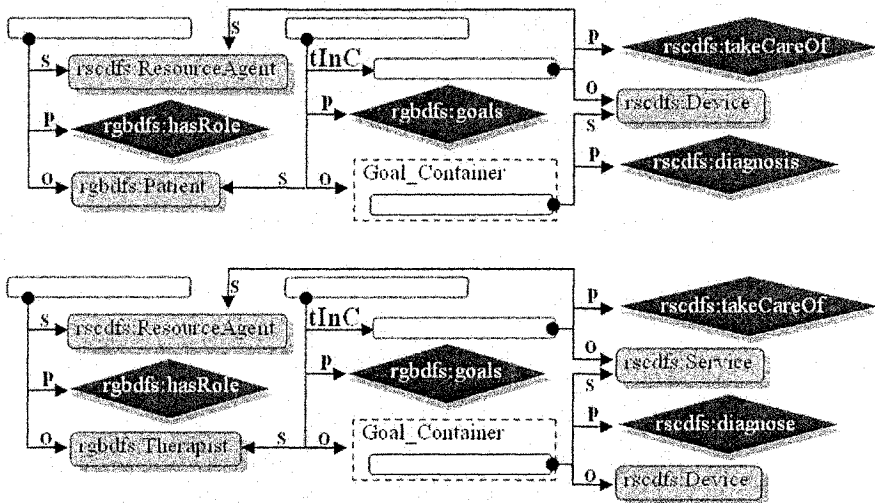 S
P
rscdfs:takeCareOf
S
rscdfs:ResourceAgent
tInC
O
rscdfs:Device
P
rgbdfs:hasRole
P
rgbdfs:goals
S
P
rscdfs:diagnosis
O
rgbdfs:Patient
S
O
Goal_Container
S
P
rscdfs:takeCareOf
S
rscdfs:ResourceAgent
tInC
O
rscdfs:Service
P
rgbdfs:hasRole
P
rgbdfs:goals
S
P
rscdfs:diagnose
O
rgbdfs:Therapist
S
O
Goal_Container
O
rscdfs:Device